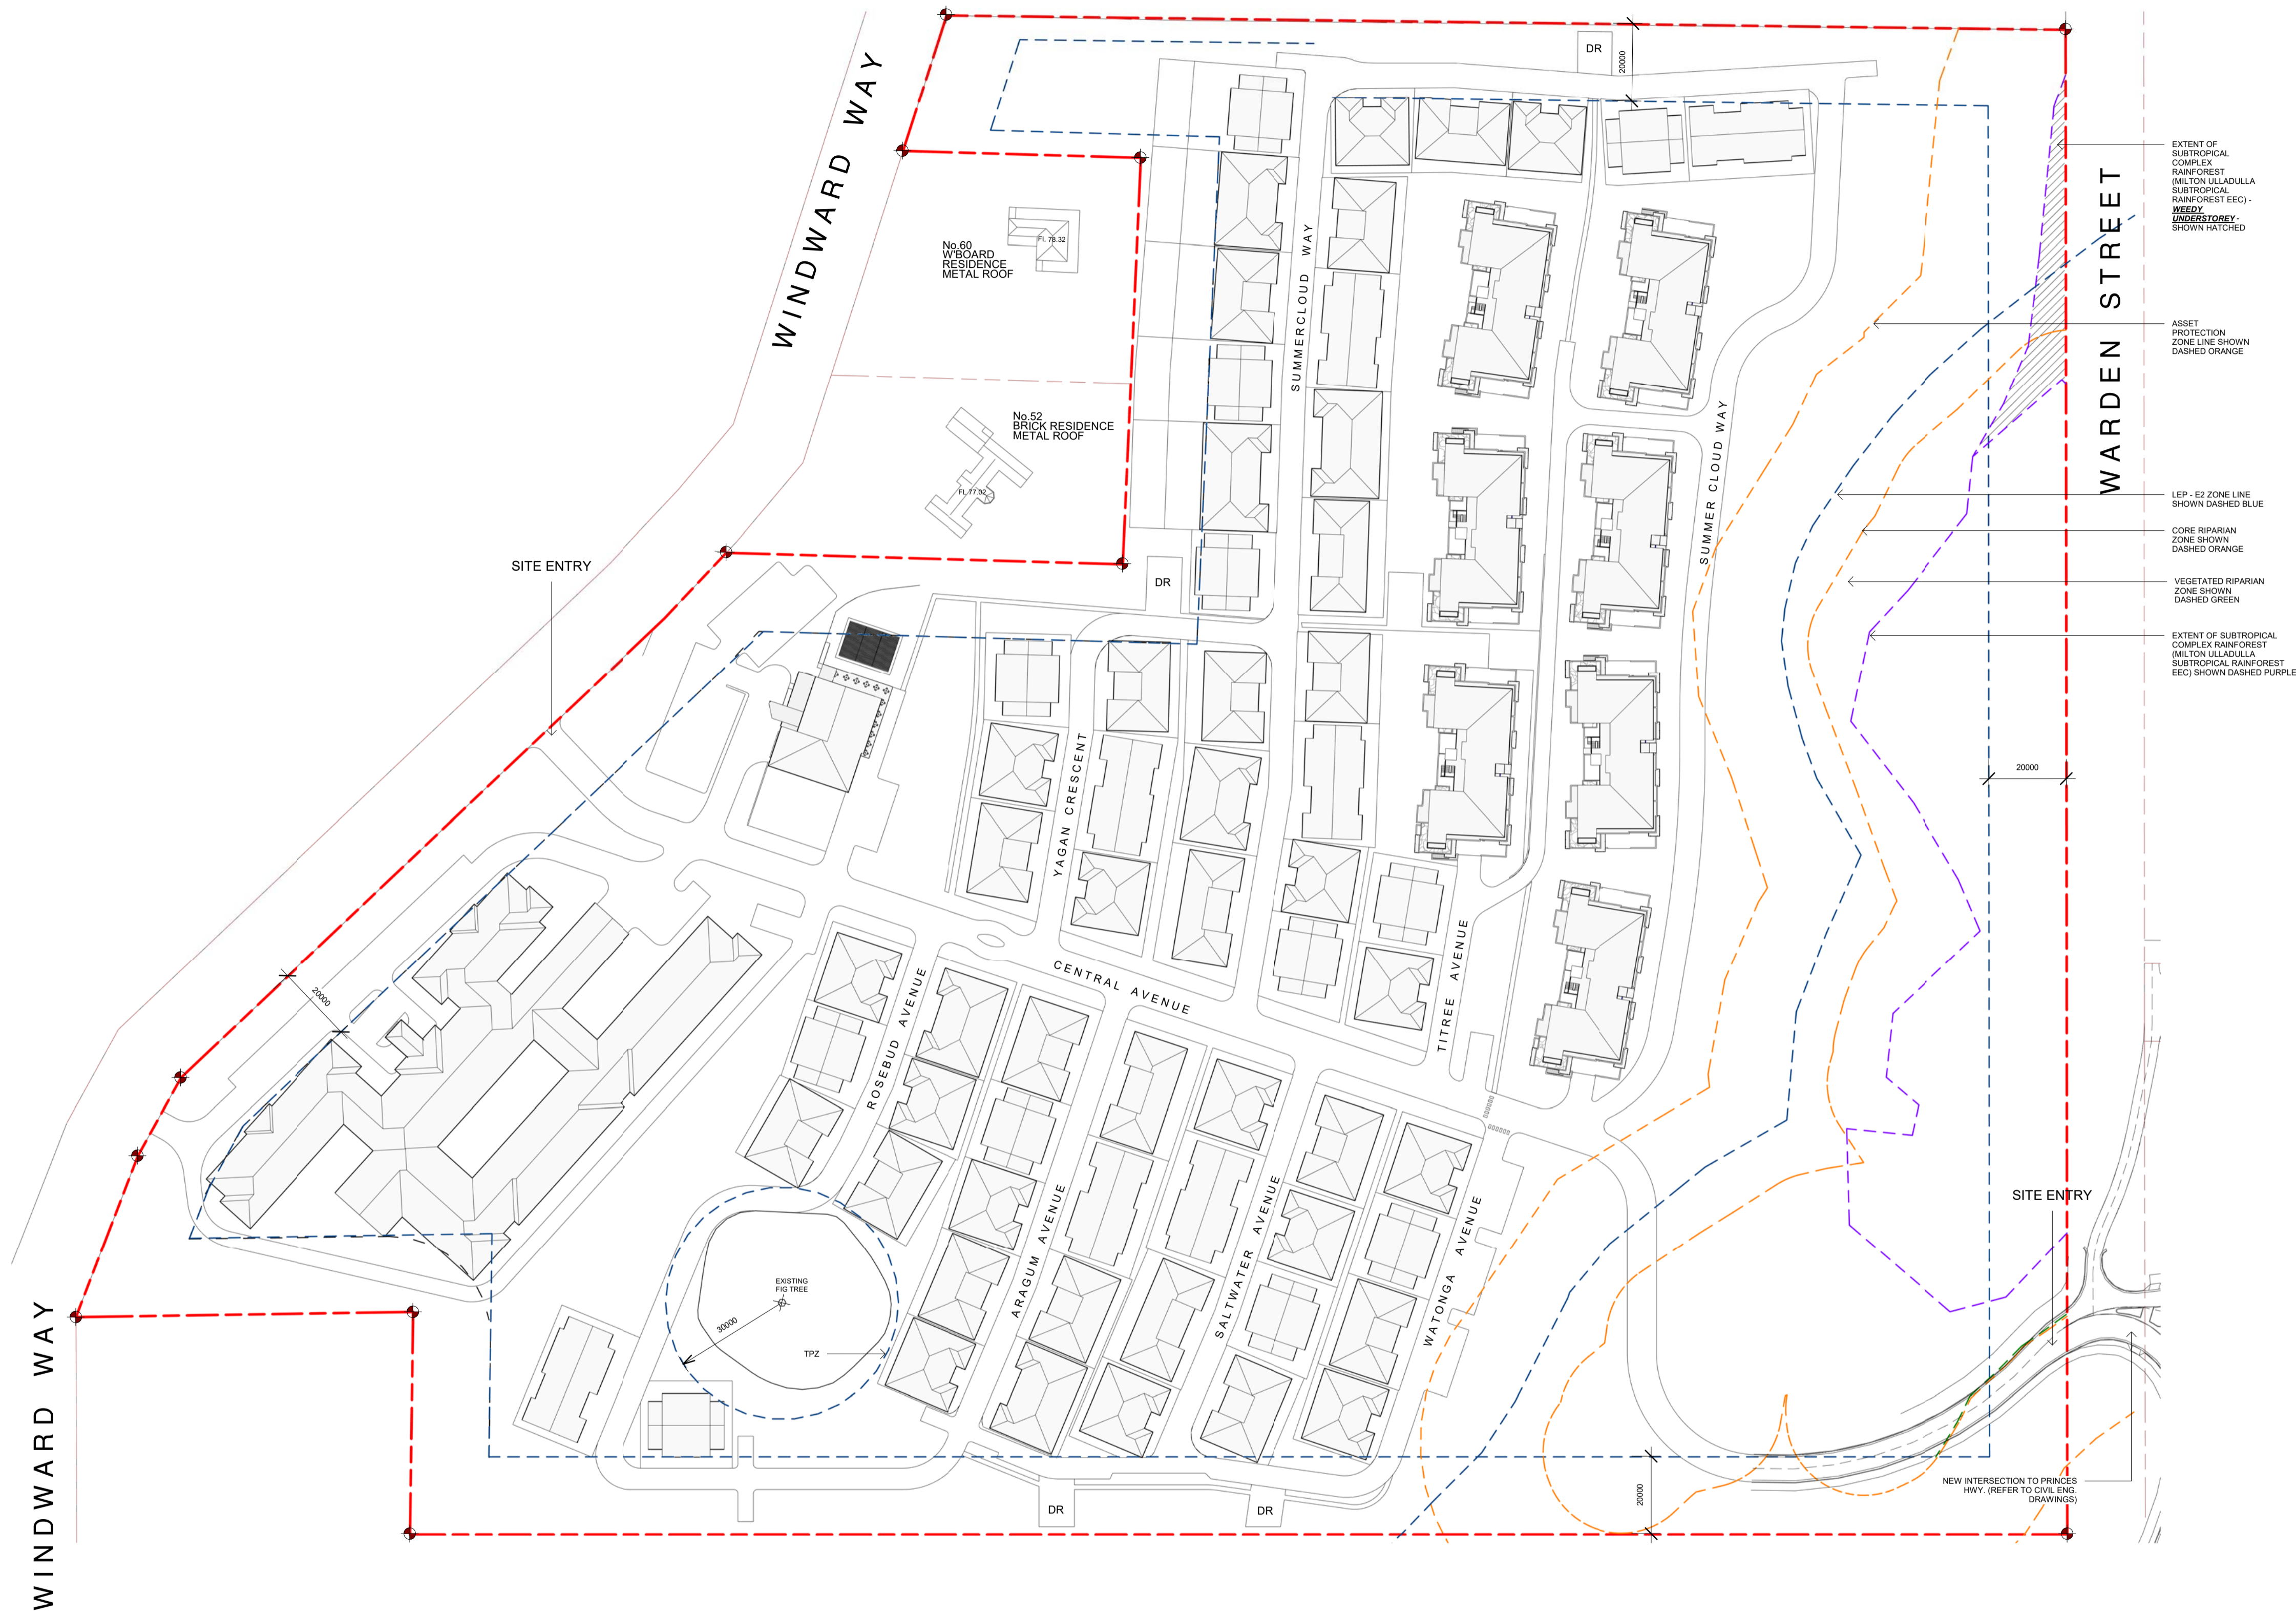 WINDWARD WAY
DR
20000
EXTENT OF
SUBTROPICAL
COMPLEX
RAINFOREST
(MILTON ULLADULLA
SUBTROPICAL
RAINFOREST EEC) -
WEEDY
UNDERSTOREY -
SHOWN HATCHED
WARDEN STREET
No.60
W'BOARD
RESIDENCE
METAL ROOF
FL 78.32
SUMMERCLOUD WAY
ASSET
PROTECTION
ZONE LINE SHOWN
DASHED ORANGE
No.52
BRICK RESIDENCE
METAL ROOF
FL 77.02
SUMMER CLOUD WAY
LEP - E2 ZONE LINE
SHOWN DASHED BLUE
CORE RIPARIAN
ZONE SHOWN
DASHED ORANGE
SITE ENTRY
DR
VEGETATED RIPARIAN
ZONE SHOWN
DASHED GREEN
EXTENT OF SUBTROPICAL
COMPLEX RAINFOREST
(MILTON ULLADULLA
SUBTROPICAL RAINFOREST
EEC) SHOWN DASHED PURPLE
20000
YAGAN CRESCENT
CENTRAL AVENUE
TITREE AVENUE
20000
ROSEBUD AVENUE
SITE ENTRY
ARAGUM AVENUE
SALTWATER AVENUE
WATONGA AVENUE
EXISTING
FIG TREE
30000
TPZ
WINDWARD WAY
20000
NEW INTERSECTION TO PRINCES
HWY. (REFER TO CIVIL ENG.
DRAWINGS)
DR
DR